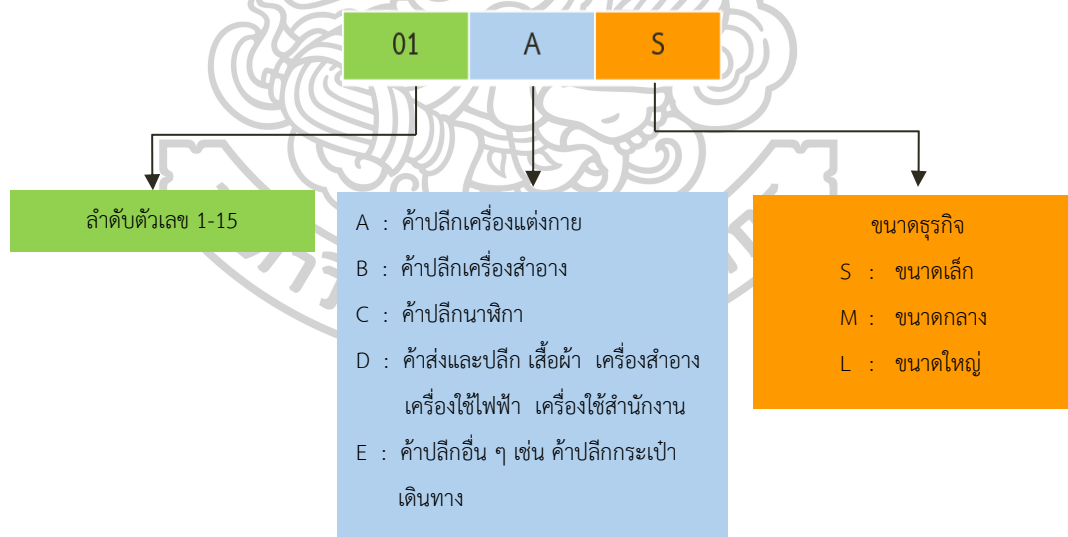 01 A S
ลำดับตัวเลข 1-15
A : ค้าปลีกเครื่องแต่งกาย
B : ค้าปลีกเครื่องสำอาง
C : ค้าปลีกนาฬิกา
D : ค้าส่งและปลีก เสื้อผ้า เครื่องสำอาง
เครื่องใช้ไฟฟ้า เครื่องใช้สำนักงาน
E : ค้าปลีกอื่น ๆ เช่น ค้าปลีกกระเป๋า
เดินทาง
ขนาดธุรกิจ
S : ขนาดเล็ก
M : ขนาดกลาง
L : ขนาดใหญ่